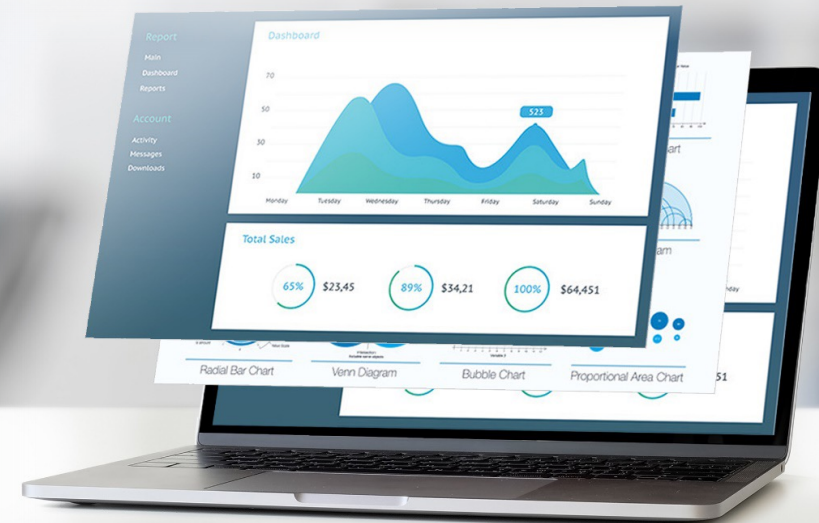 Report
Main
Dashboard
Reports
Account
Activity
Messages
Downloads
Dashboard
70
50
30
10
523
Monday
Tuesday
Wednesday
Thursday
Friday
Saturday
Sunday
Total Sales
65%
$23,45
89%
$34,21
100%
$64,451
Radial Bar Chart
Venn Diagram
Bubble Chart
Proportional Area Chart
51